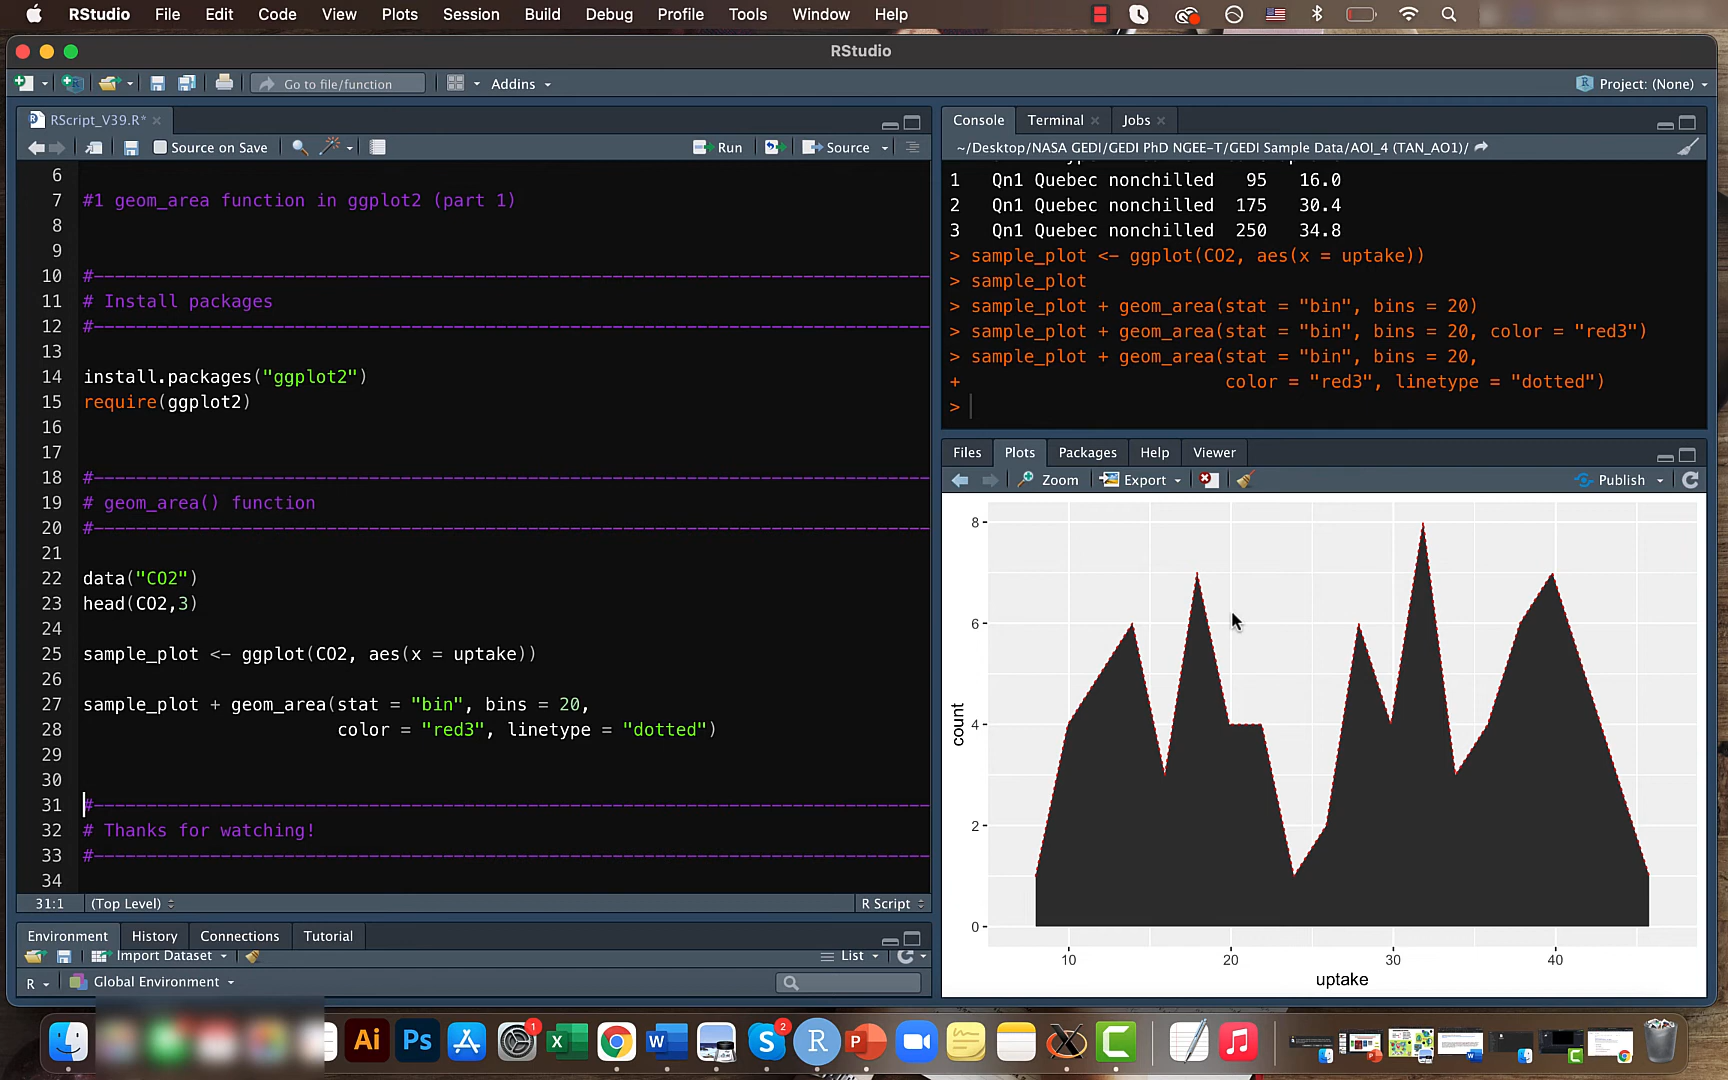 RStudio File Edit Code View Plots Session Build Debug Profile Tools Window Help
RStudio
Go to file/function Addins Project: (None)
RScript_V39.R*
Source on Save Run Source
6
7 #1 geom_area function in ggplot2 (part 1)
8
9
10 #--------------------------------------------------------------------------------
11 # Install packages
12 #--------------------------------------------------------------------------------
13
14 install.packages("ggplot2")
15 require(ggplot2)
16
17
18 #--------------------------------------------------------------------------------
19 # geom_area() function
20 #--------------------------------------------------------------------------------
21
22 data("CO2")
23 head(CO2,3)
24
25 sample_plot <- ggplot(CO2, aes(x = uptake))
26
27 sample_plot + geom_area(stat = "bin", bins = 20,
28 color = "red3", linetype = "dotted")
29
30
31 #--------------------------------------------------------------------------------
32 # Thanks for watching!
33 #--------------------------------------------------------------------------------
34
31:1 (Top Level) R Script
Environment History Connections Tutorial
Import Dataset List
R Global Environment
Console Terminal Jobs
~/Desktop/NASA GEDI/GEDI PhD NGEE-T/GEDI Sample Data/AOI_4 (TAN_AO1)/
1 Qn1 Quebec nonchilled 95 16.0
2 Qn1 Quebec nonchilled 175 30.4
3 Qn1 Quebec nonchilled 250 34.8
> sample_plot <- ggplot(CO2, aes(x = uptake))
> sample_plot
> sample_plot + geom_area(stat = "bin", bins = 20)
> sample_plot + geom_area(stat = "bin", bins = 20, color = "red3")
> sample_plot + geom_area(stat = "bin", bins = 20,
+ color = "red3", linetype = "dotted")
>
Files Plots Packages Help Viewer
Zoom Export Publish
8
6
4
2
0
count
10 20 30 40
uptake
Ai Ps 1 X W 2 R P